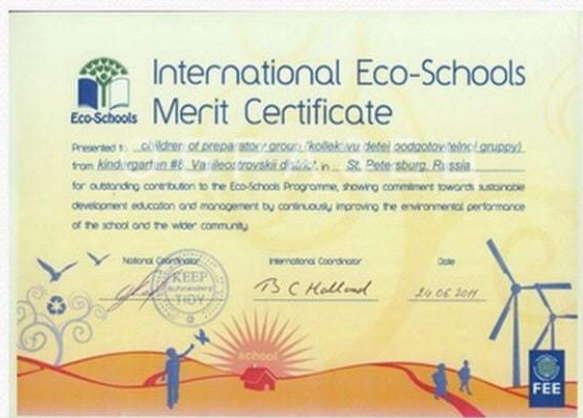 International Eco-Schools
Merit Certificate
Eco-Schools
Presented to children of preparatory group (kollektivu detei podgotovitelnoi gruppy)
from kindergarten #6, Vasileostrovskii district, in St. Petersburg, Russia
for outstanding contribution to the Eco-Schools Programme, showing commitment towards sustainable
development education and management by continuously improving the environmental performance
of the school and the wider community.
National Coordinator
International Coordinator
Date
KEEP
TIDY
B C Holland
24 06 2011
school
FEE